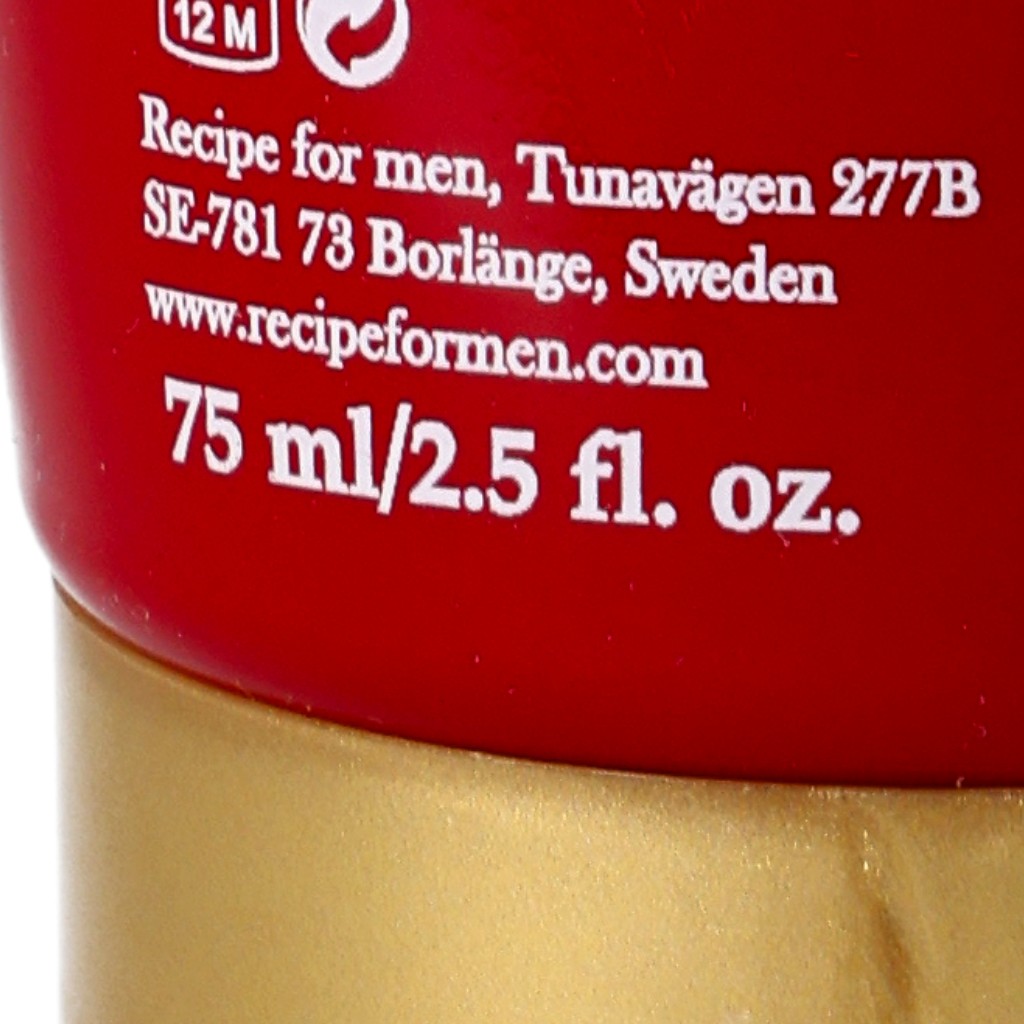 12 M
Recipe for men, Tunavägen 277B
SE-781 73 Borlänge, Sweden
www.recipeformen.com
75 ml/2.5 fl. oz.